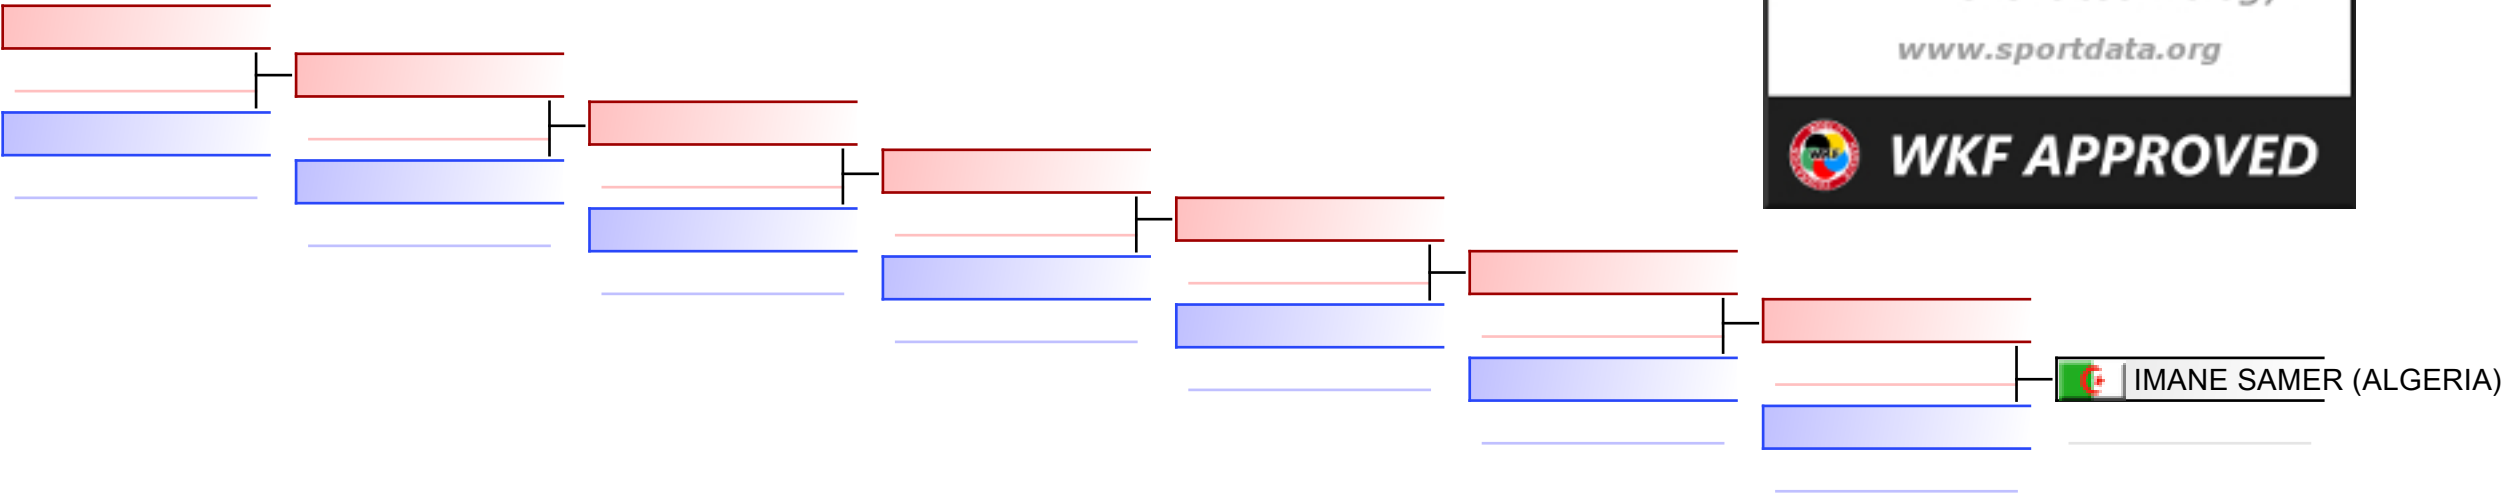 www.sportdata.org
WKF APPROVED
IMANE SAMER (ALGERIA)